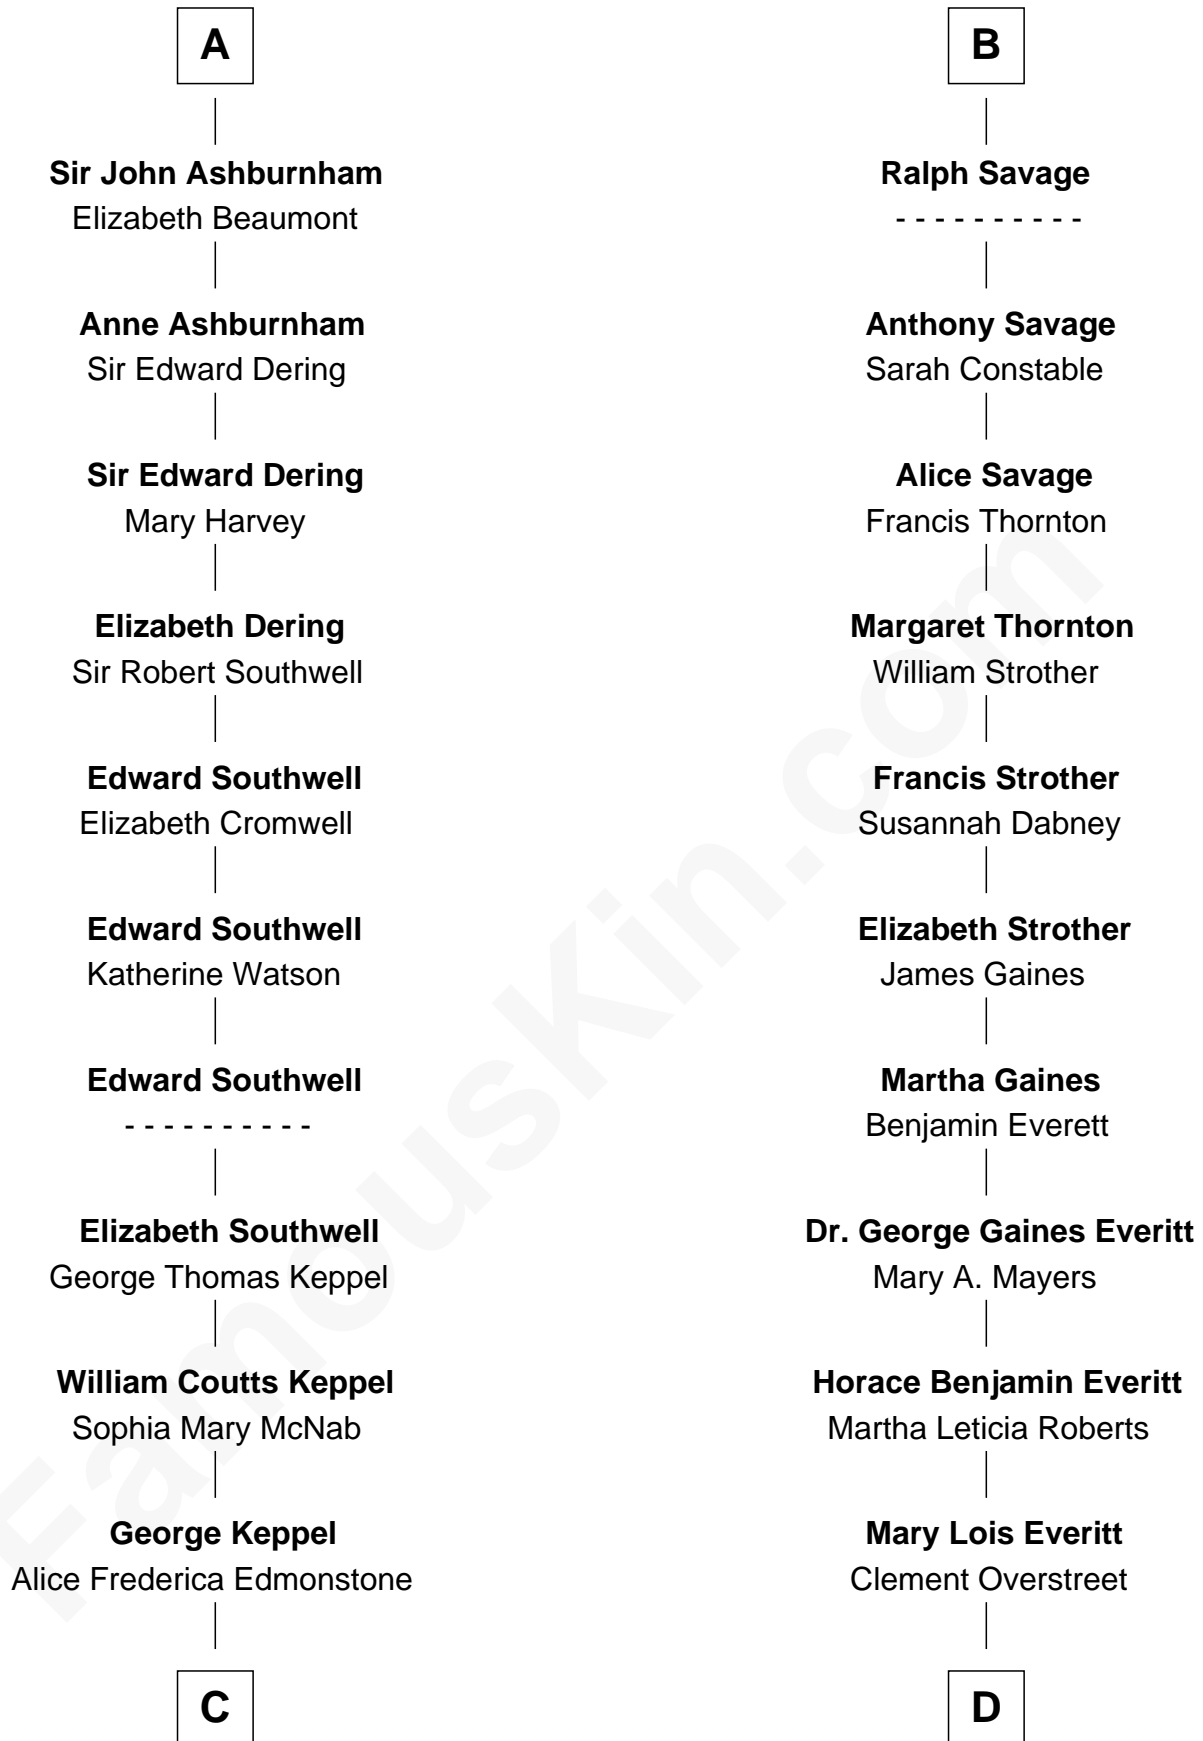 A
Sir John Ashburnham
Elizabeth Beaumont
Anne Ashburnham
Sir Edward Dering
Sir Edward Dering
Mary Harvey
Elizabeth Dering
Sir Robert Southwell
Edward Southwell
Elizabeth Cromwell
Edward Southwell
Katherine Watson
Edward Southwell
- - - - - - - - - -
Elizabeth Southwell
George Thomas Keppel
William Coutts Keppel
Sophia Mary McNab
George Keppel
Alice Frederica Edmonstone
C
B
Ralph Savage
- - - - - - - - - -
Anthony Savage
Sarah Constable
Alice Savage
Francis Thornton
Margaret Thornton
William Strother
Francis Strother
Susannah Dabney
Elizabeth Strother
James Gaines
Martha Gaines
Benjamin Everett
Dr. George Gaines Everitt
Mary A. Mayers
Horace Benjamin Everitt
Martha Leticia Roberts
Mary Lois Everitt
Clement Overstreet
D
FamousKin.com